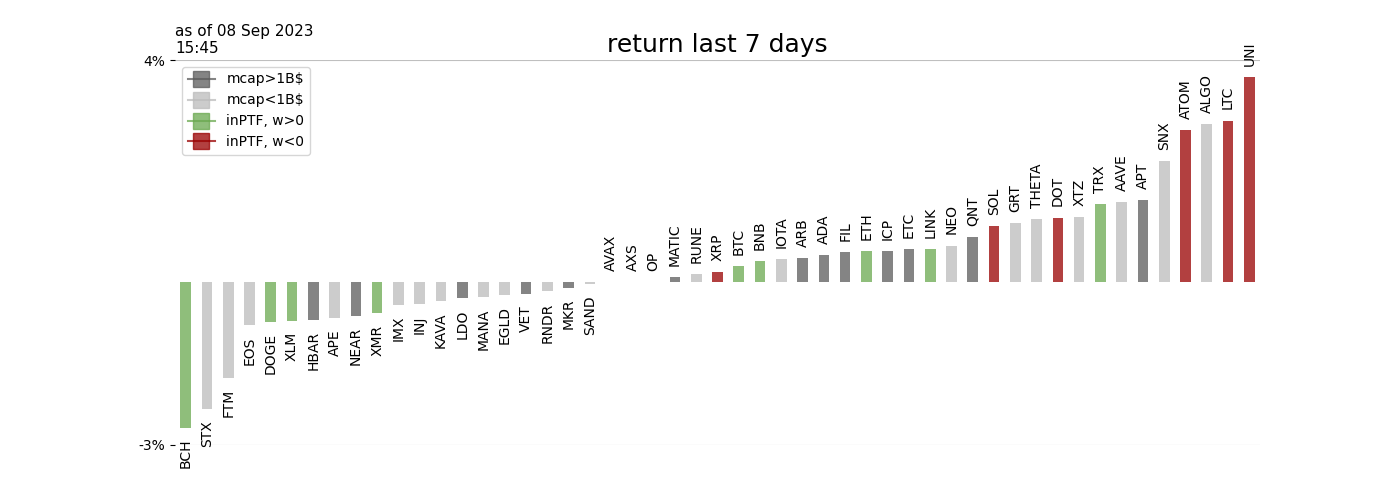 as of 08 Sep 2023
15:45
return last 7 days
4%
mcap>1B$
mcap<1B$
inPTF, w>0
inPTF, w<0
-3%
BCH
STX
FTM
EOS
DOGE
XLM
HBAR
APE
NEAR
XMR
IMX
INJ
KAVA
LDO
MANA
EGLD
VET
RNDR
MKR
SAND
AVAX
AXS
OP
MATIC
RUNE
XRP
BTC
BNB
IOTA
ARB
ADA
FIL
ETH
ICP
ETC
LINK
NEO
QNT
SOL
GRT
THETA
DOT
XTZ
TRX
AAVE
APT
SNX
ATOM
ALGO
LTC
UNI